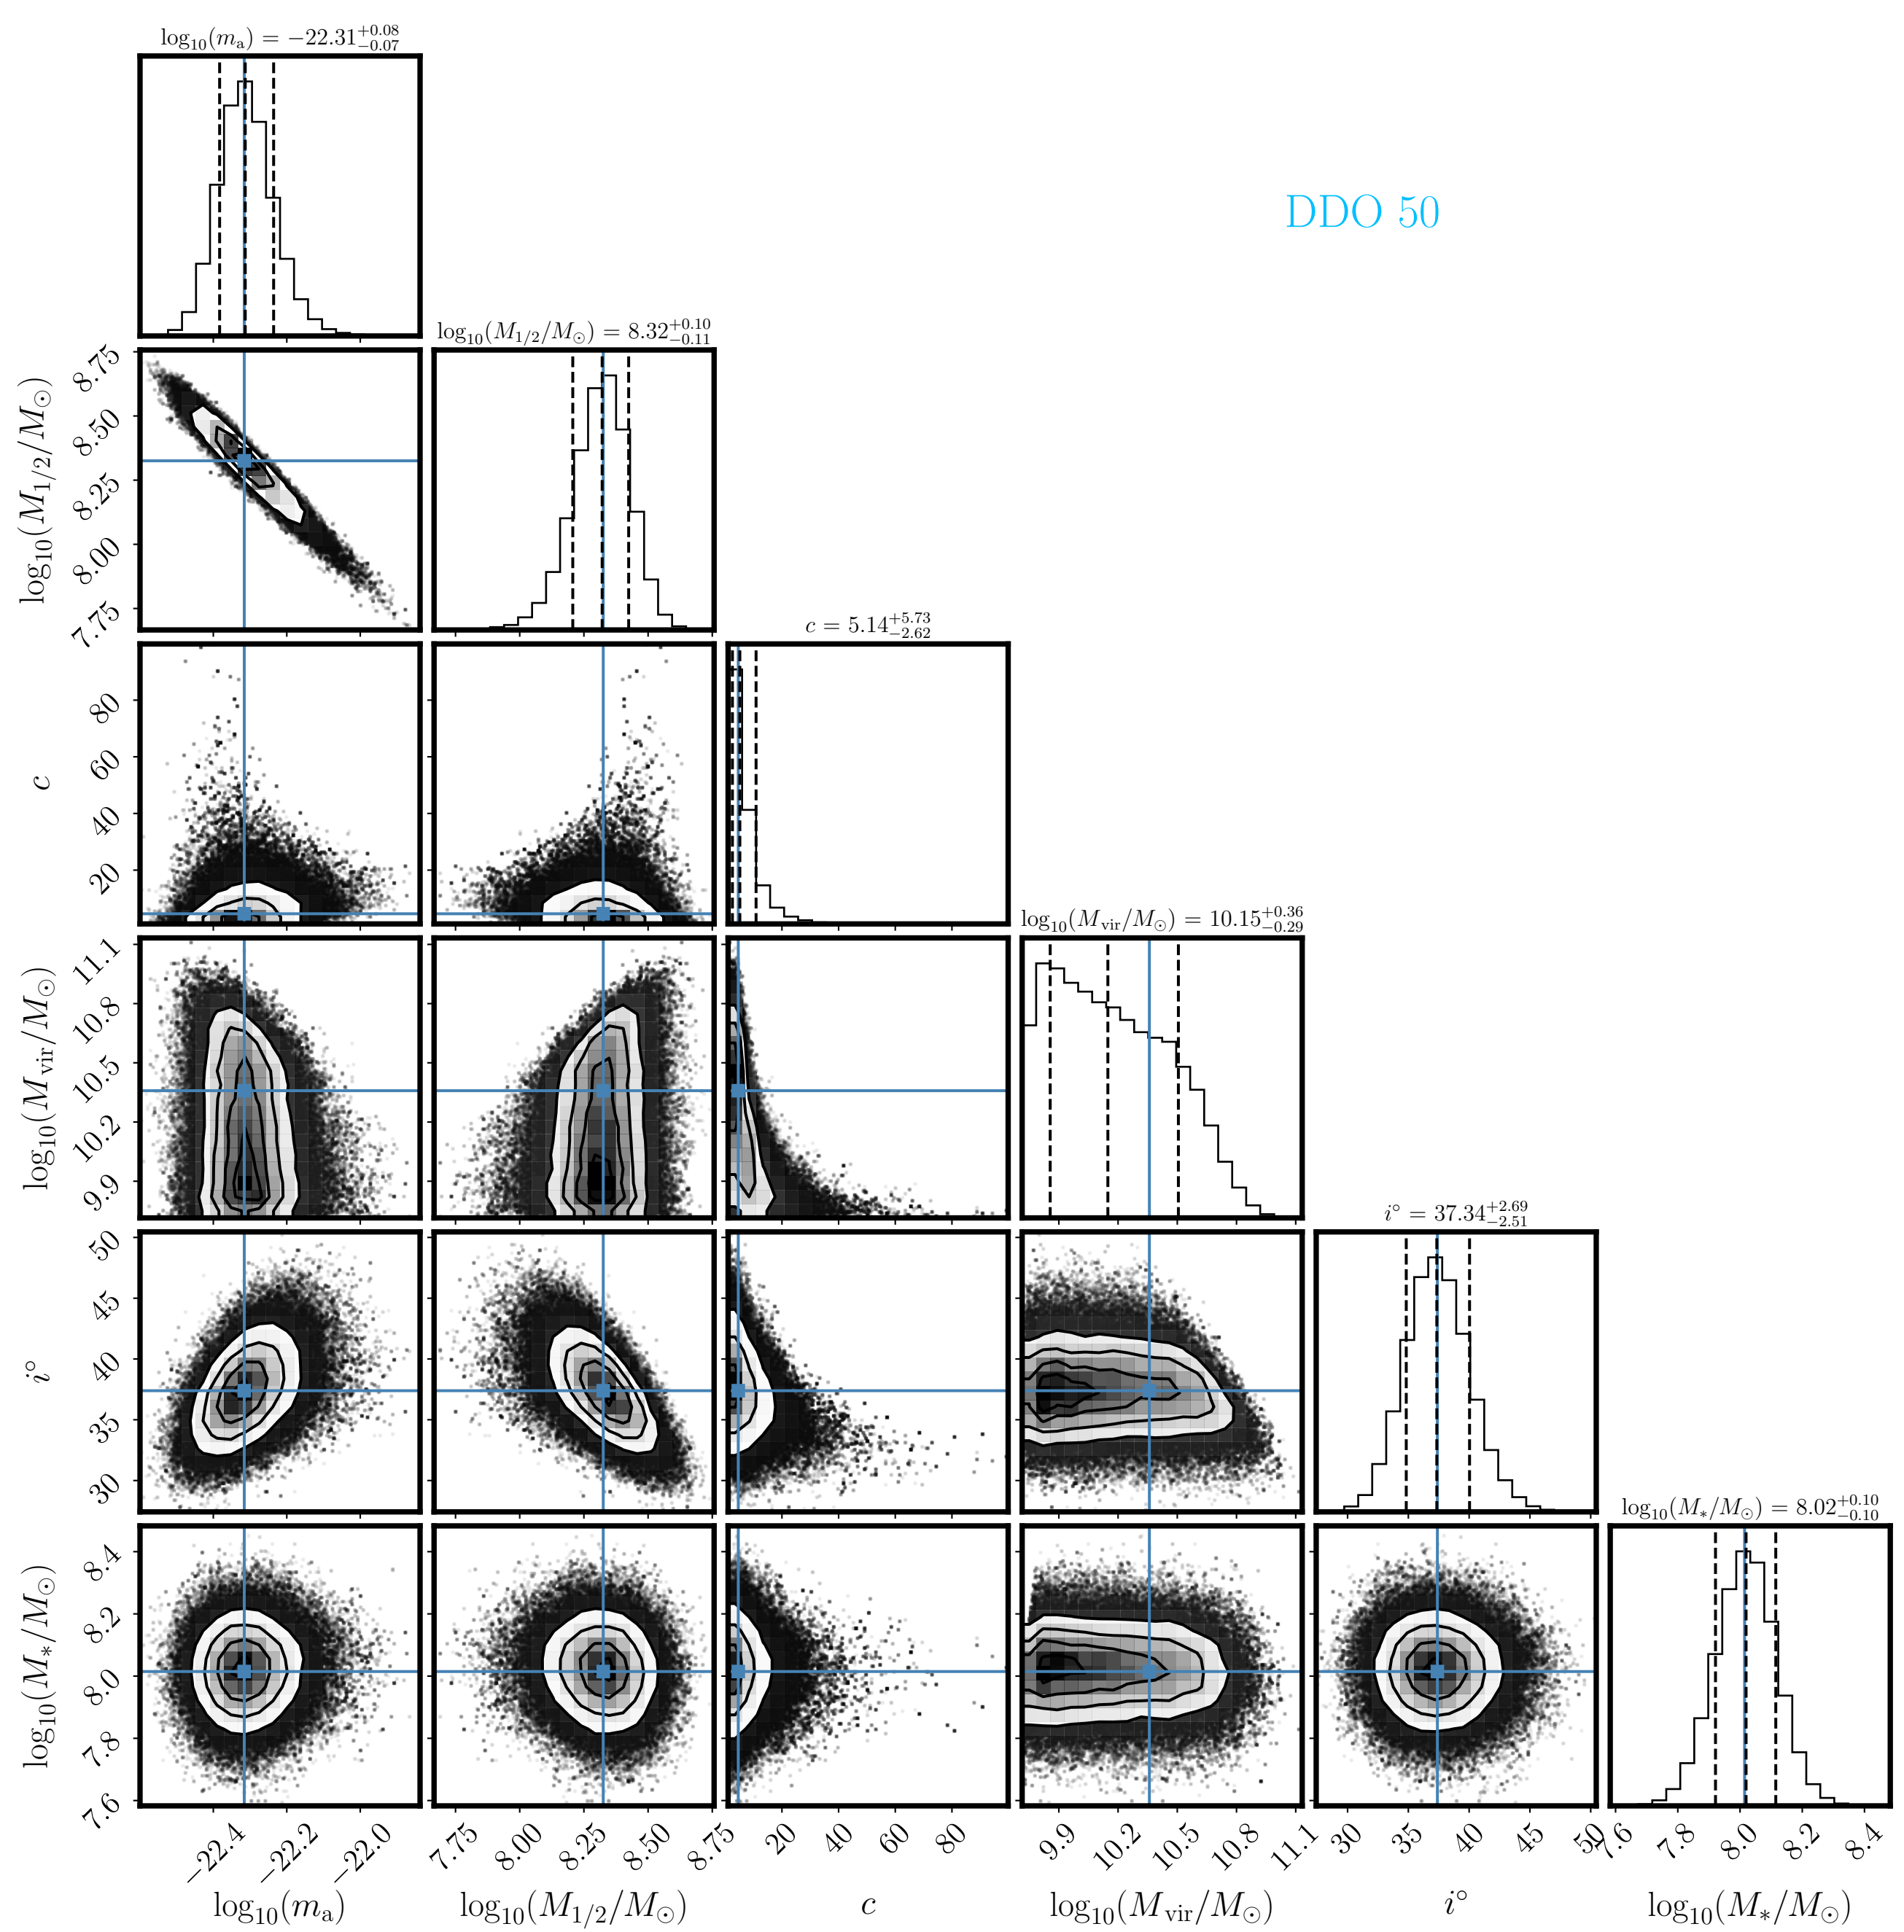 log₁₀(mₐ) = −22.31⁺⁰·⁰⁸₋₀.₀₇
DDO 50
log₁₀(M₁/₂/M⊙) = 8.32⁺⁰·¹⁰₋₀.₁₁
log₁₀(M₁/₂/M⊙)
8.75
8.50
8.25
8.00
7.75
c = 5.14⁺⁵·⁷³₋₂.₆₂
c
80
60
40
20
log₁₀(M_vir/M⊙) = 10.15⁺⁰·³⁶₋₀.₂₉
log₁₀(M_vir/M⊙)
11.1
10.8
10.5
10.2
9.9
i° = 37.34⁺²·⁶⁹₋₂.₅₁
i°
50
45
40
35
30
log₁₀(M_*/M⊙) = 8.02⁺⁰·¹⁰₋₀.₁₀
log₁₀(M_*/M⊙)
8.4
8.2
8.0
7.8
7.6
−22.4 −22.2 −22.0 7.75 8.00 8.25 8.50 8.75 20 40 60 80 9.9 10.2 10.5 10.8 11.1 30 35 40 45 50 7.6 7.8 8.0 8.2 8.4
log₁₀(mₐ) log₁₀(M₁/₂/M⊙) c log₁₀(M_vir/M⊙) i° log₁₀(M_*/M⊙)